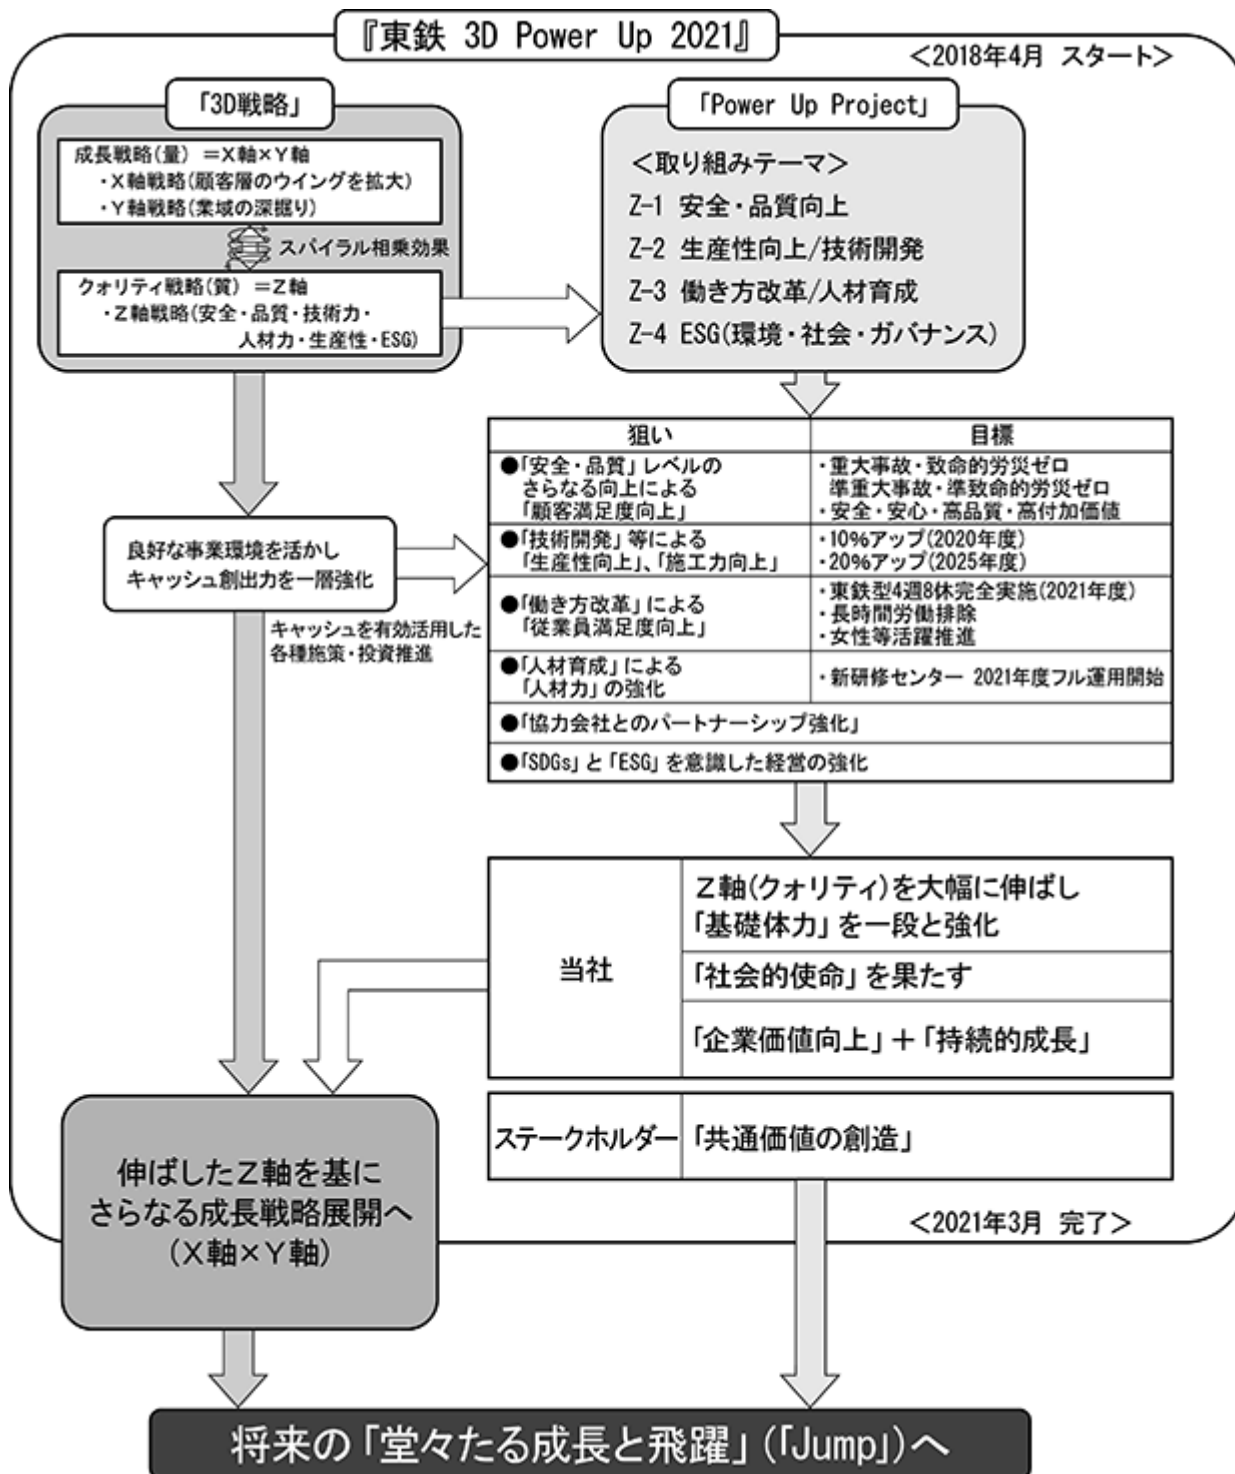 『東鉄 3D Power Up 2021』
<2018年4月 スタート>
「3D戦略」
成長戦略(量) =X軸×Y軸
・X軸戦略(顧客層のウイングを拡大)
・Y軸戦略(業域の深掘り)
スパイラル相乗効果
クォリティ戦略(質) =Z軸
・Z軸戦略(安全・品質・技術力・
人材力・生産性・ESG)
「Power Up Project」
<取り組みテーマ>
Z-1 安全・品質向上
Z-2 生産性向上/技術開発
Z-3 働き方改革/人材育成
Z-4 ESG(環境・社会・ガバナンス)
良好な事業環境を活かし
キャッシュ創出力を一層強化
キャッシュを有効活用した
各種施策・投資推進
狙い
目標
●「安全・品質」レベルの
さらなる向上による
「顧客満足度向上」
・重大事故・致命的労災ゼロ
準重大事故・準致命的労災ゼロ
・安全・安心・高品質・高付加価値
●「技術開発」等による
「生産性向上」、「施工力向上」
・10%アップ(2020年度)
・20%アップ(2025年度)
●「働き方改革」による
「従業員満足度向上」
・東鉄型4週8休完全実施(2021年度)
・長時間労働排除
・女性等活躍推進
●「人材育成」による
「人材力」の強化
・新研修センター 2021年度フル運用開始
●「協力会社とのパートナーシップ強化」
●「SDGs」と「ESG」を意識した経営の強化
当社
Z軸(クォリティ)を大幅に伸ばし
「基礎体力」を一段と強化
「社会的使命」を果たす
「企業価値向上」+「持続的成長」
ステークホルダー
「共通価値の創造」
伸ばしたZ軸を基に
さらなる成長戦略展開へ
(X軸×Y軸)
<2021年3月 完了>
将来の「堂々たる成長と飛躍」(「Jump」)へ